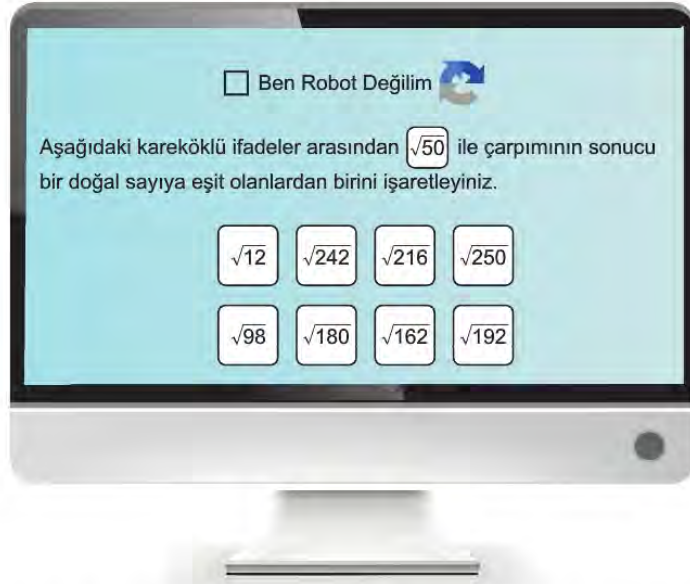 Ben Robot Değilim
Aşağıdaki kareköklü ifadeler arasından √50 ile çarpımının sonucu
bir doğal sayıya eşit olanlardan birini işaretleyiniz.
√12 √242 √216 √250
√98 √180 √162 √192